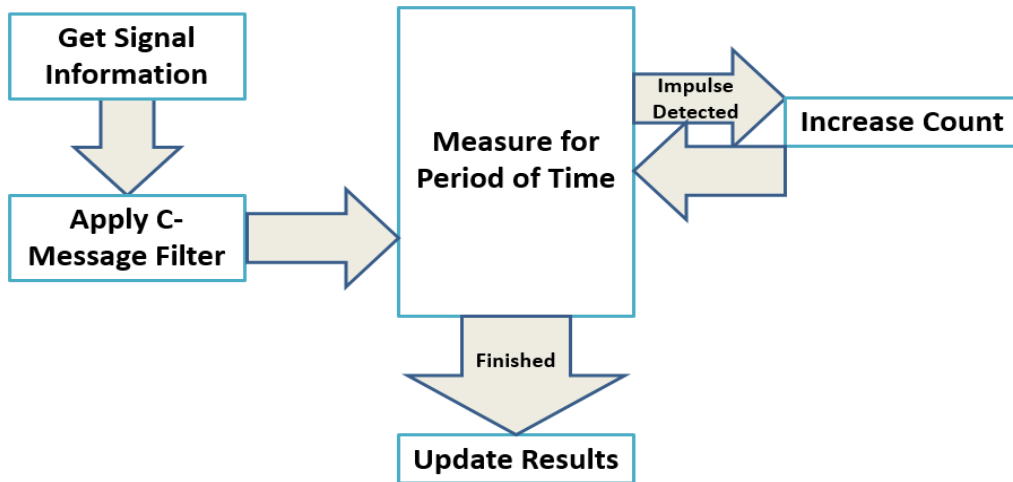 Get Signal
Information
Apply C-
Message Filter
Measure for
Period of Time
Impulse
Detected
Increase Count
Finished
Update Results